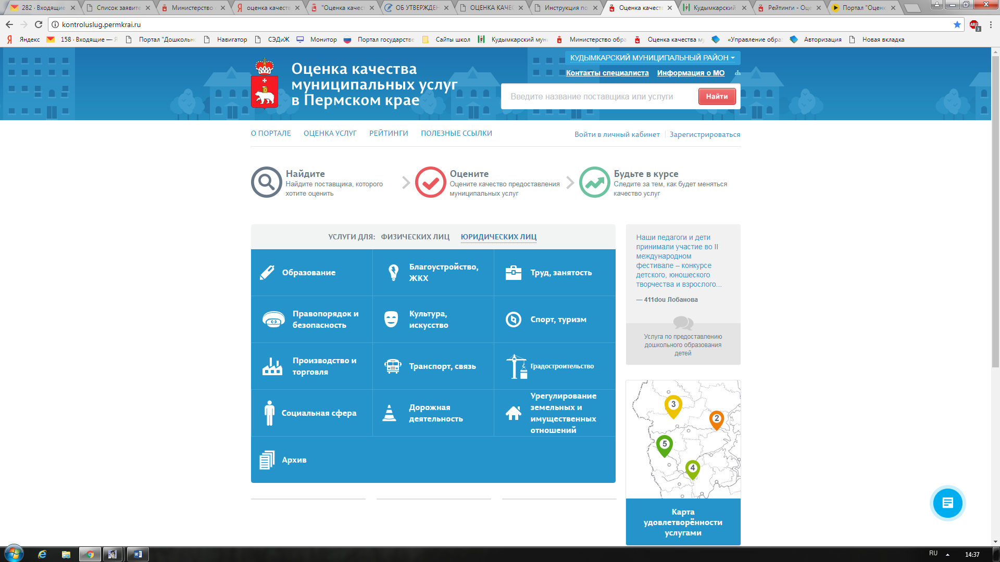 282 · Входящие
Список заявите
Министерство о
оценка качеств
"Оценка качест
ОБ УТВЕРЖДЕН
ОЦЕНКА КАЧЕС
Инструкция по
Оценка качеств
Кудымкарский
Рейтинги - Оце
Портал "Оценк
kontroluslug.permkrai.ru
ABP
3
Яндекс
158 · Входящие — Я
Портал "Дошкольн
Навигатор
СЭДиЖ
Монитор
Портал государстве
Сайты школ
Кудымкарский мун
Министерство обра
Оценка качества му
«Управление образ
Авторизация
Новая вкладка
КУДЫМКАРСКИЙ МУНИЦИПАЛЬНЫЙ РАЙОН
Оценка качества
муниципальных услуг
в Пермском крае
Контакты специалиста Информация о МО
Введите название поставщика или услуги
Найти
О ПОРТАЛЕ ОЦЕНКА УСЛУГ РЕЙТИНГИ ПОЛЕЗНЫЕ ССЫЛКИ
Войти в личный кабинет Зарегистрироваться
Найдите
Найдите поставщика, которого
хотите оценить
Оцените
Оцените качество предоставления
муниципальных услуг
Будьте в курсе
Следите за тем, как будет меняться
качество услуг
УСЛУГИ ДЛЯ: ФИЗИЧЕСКИХ ЛИЦ ЮРИДИЧЕСКИХ ЛИЦ
Образование
Благоустройство,
ЖКХ
Труд, занятость
Правопорядок и
безопасность
Культура,
искусство
Спорт, туризм
Производство и
торговля
Транспорт, связь
Градостроительство
Социальная сфера
Дорожная
деятельность
Урегулирование
земельных и
имущественных
отношений
Архив
Наши педагоги и дети
принимали участие во II
международном
фестивале – конкурсе
детского, юношеского
творчества и взрослого...
— 411dou Лобанова
Услуга по предоставлению
дошкольного образования
детей
3
2
5
4
Карта
удовлетворённости
услугами
RU
14:37